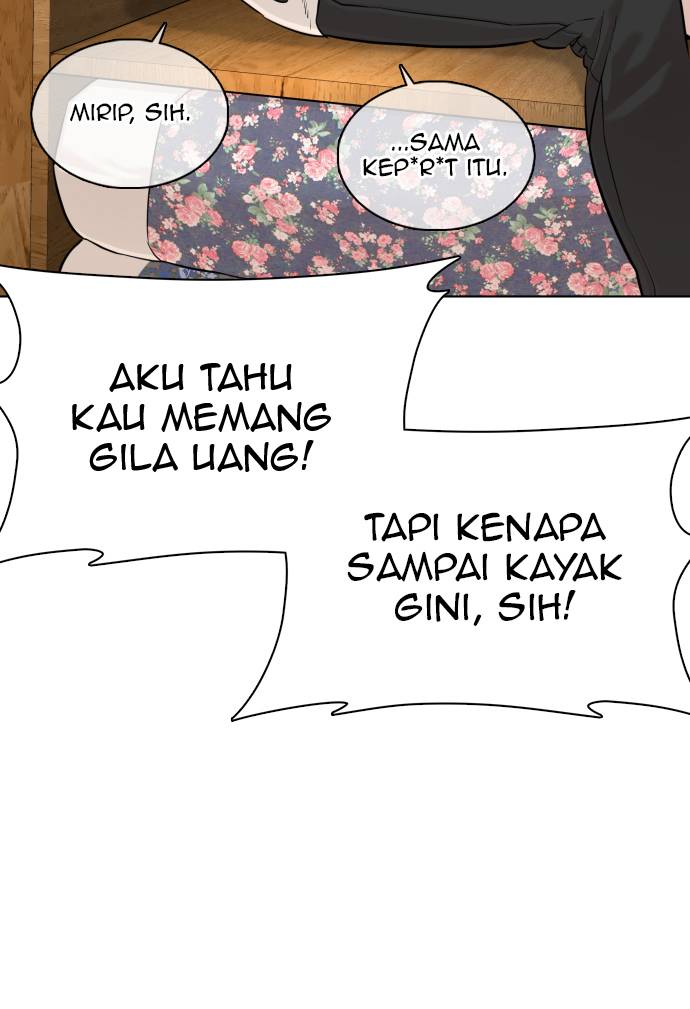 MIRIP, SIH.
...SAMA
KEP*R*T ITU.
AKU TAHU
KAU MEMANG
GILA UANG!
TAPI KENAPA
SAMPAI KAYAK
GINI, SIH!